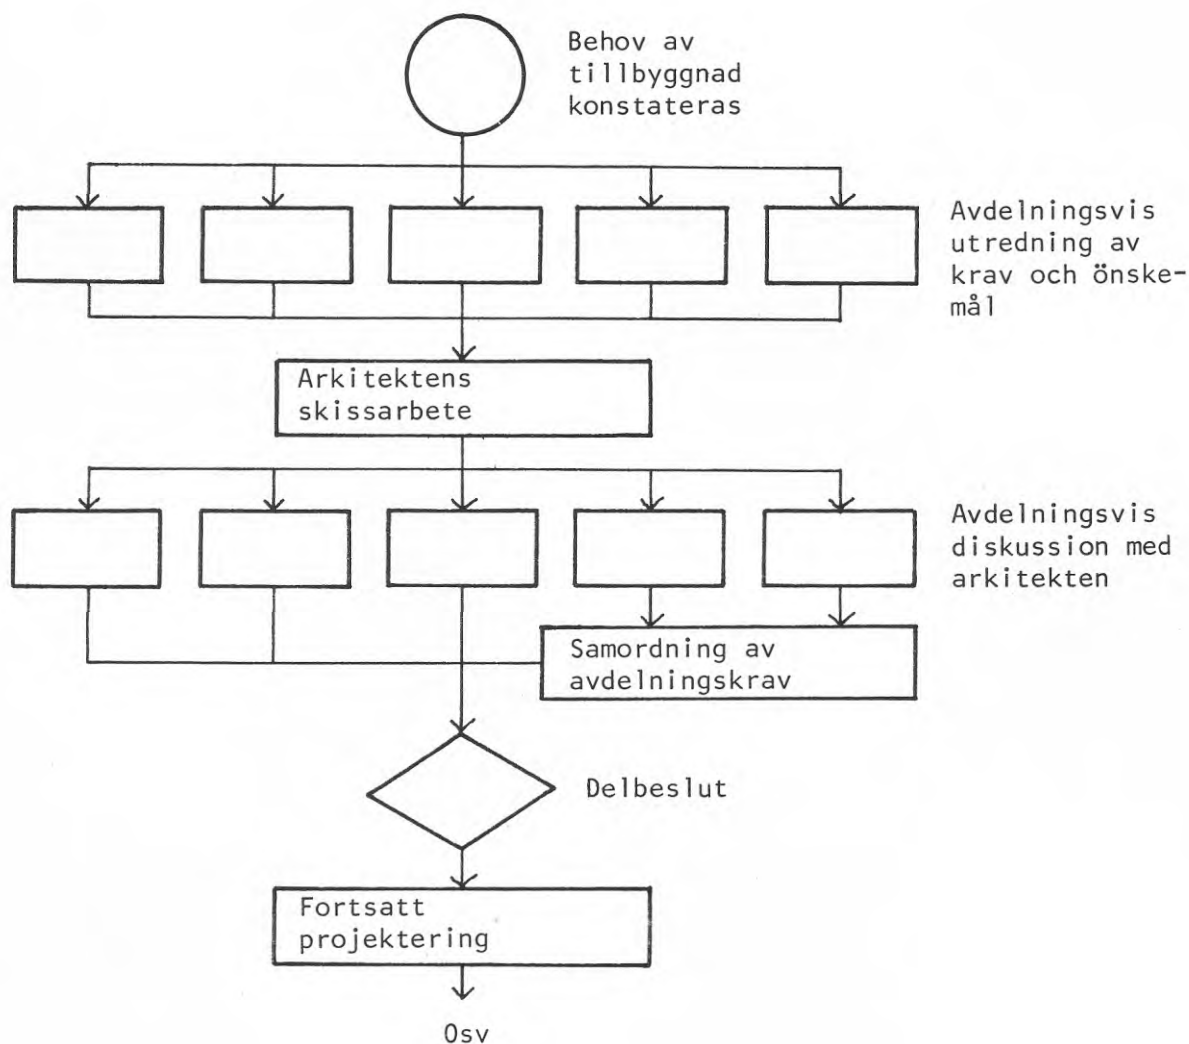 Behov av
tillbyggnad
konstateras
Avdelningsvis
utredning av
krav och önske-
mål
Arkitektens
skissarbete
Avdelningsvis
diskussion med
arkitekten
Samordning av
avdelningskrav
Delbeslut
Fortsatt
projektering
Osv